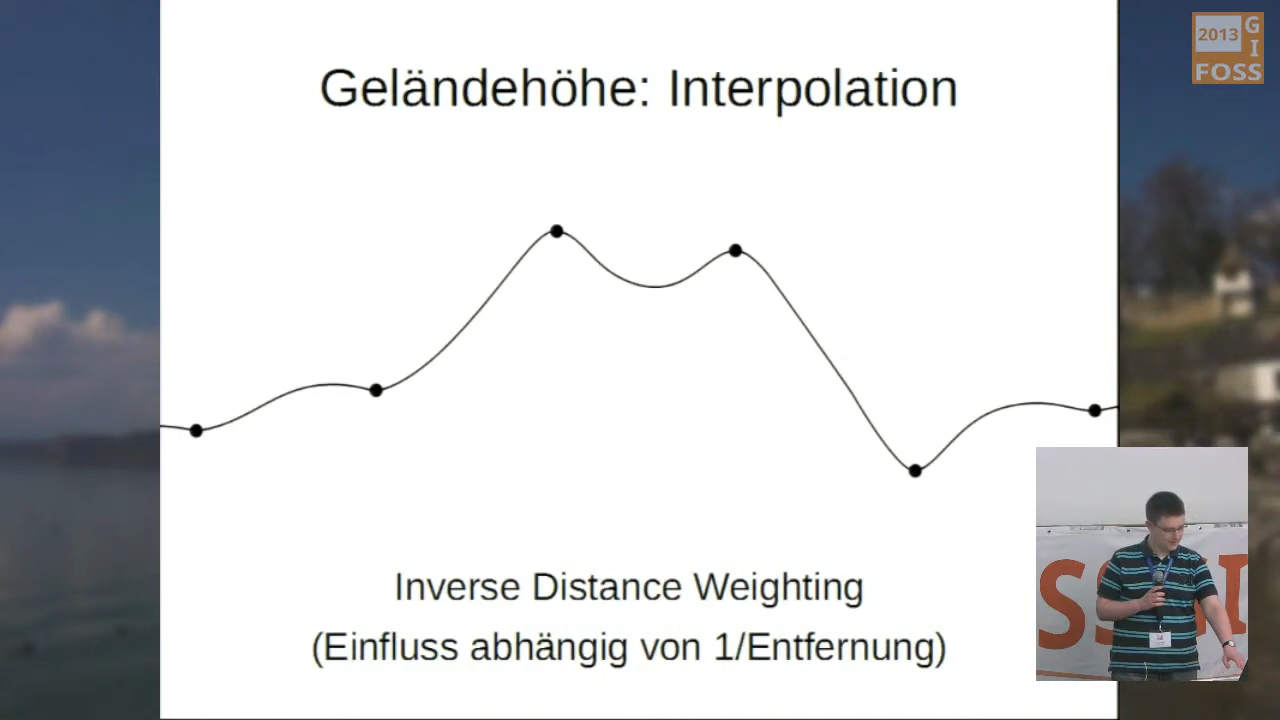 Geländehöhe: Interpolation
Inverse Distance Weighting
(Einfluss abhängig von 1/Entfernung)
2013 G
I
FOSS